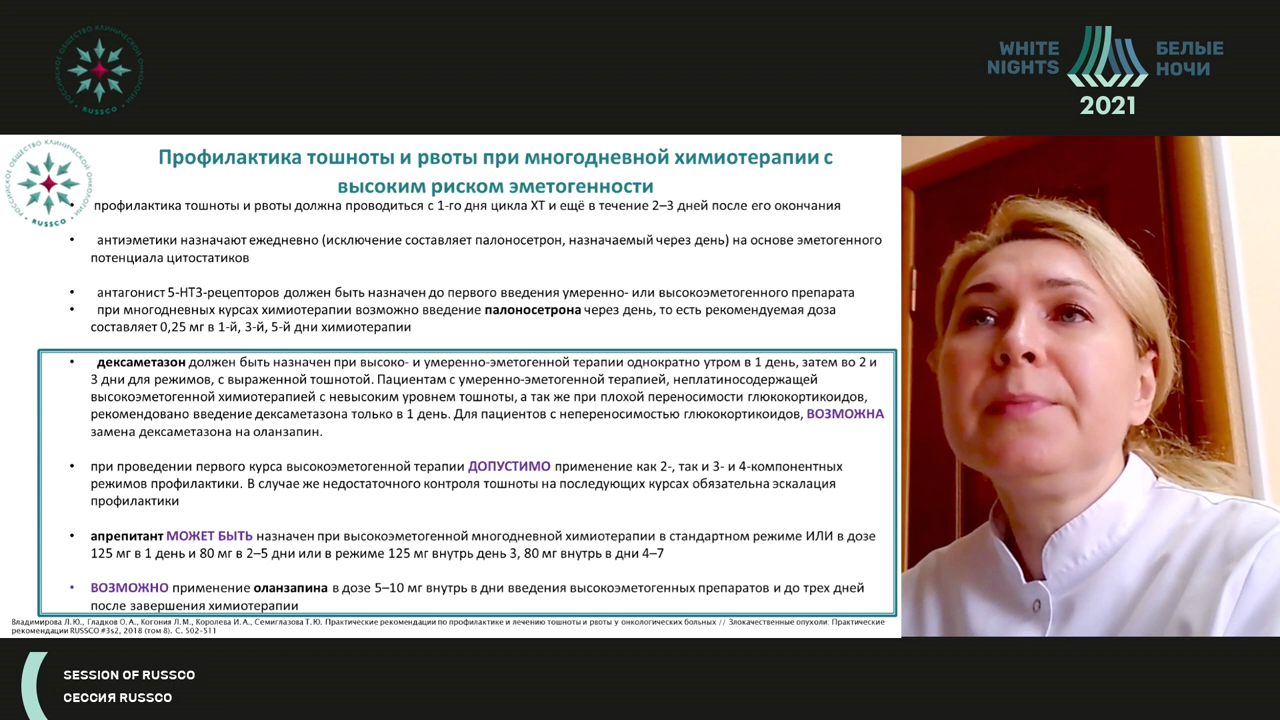 РОССИЙСКОЕ ОБЩЕСТВО КЛИНИЧЕСКОЙ ОНКОЛОГИИ
RUSSCO
WHITE
NIGHTS
БЕЛЫЕ
НОЧИ
2021
РОССИЙСКОЕ ОБЩЕСТВО КЛИНИЧЕСКОЙ ОНКОЛОГИИ
RUSSCO
Профилактика тошноты и рвоты при многодневной химиотерапии с
высоким риском эметогенности
• профилактика тошноты и рвоты должна проводиться с 1-го дня цикла ХТ и ещё в течение 2–3 дней после его окончания
• антиэметики назначают ежедневно (исключение составляет палоносетрон, назначаемый через день) на основе эметогенного
потенциала цитостатиков
• антагонист 5-НТ3-рецепторов должен быть назначен до первого введения умеренно- или высокоэметогенного препарата
• при многодневных курсах химиотерапии возможно введение палоносетрона через день, то есть рекомендуемая доза
составляет 0,25 мг в 1-й, 3-й, 5-й дни химиотерапии
• дексаметазон должен быть назначен при высоко- и умеренно-эметогенной терапии однократно утром в 1 день, затем во 2 и
3 дни для режимов, с выраженной тошнотой. Пациентам с умеренно-эметогенной терапией, неплатиносодержащей
высокоэметогенной химиотерапией с невысоким уровнем тошноты, а так же при плохой переносимости глюкокортикоидов,
рекомендовано введение дексаметазона только в 1 день. Для пациентов с непереносимостью глюкокортикоидов, ВОЗМОЖНА
замена дексаметазона на оланзапин.
• при проведении первого курса высокоэметогенной терапии ДОПУСТИМО применение как 2-, так и 3- и 4-компонентных
режимов профилактики. В случае же недостаточного контроля тошноты на последующих курсах обязательна эскалация
профилактики
• апрепитант МОЖЕТ БЫТЬ назначен при высокоэметогенной многодневной химиотерапии в стандартном режиме ИЛИ в дозе
125 мг в 1 день и 80 мг в 2–5 дни или в режиме 125 мг внутрь день 3, 80 мг внутрь в дни 4–7
• ВОЗМОЖНО применение оланзапина в дозе 5–10 мг внутрь в дни введения высокоэметогенных препаратов и до трех дней
после завершения химиотерапии
Владимирова Л.Ю., Гладков О.А., Когония Л.М., Королева И.А., Семиглазова Т.Ю. Практические рекомендации по профилактике и лечению тошноты и рвоты у онкологических больных // Злокачественные опухоли: Практические
рекомендации RUSSCO #3s2, 2018 (том 8). С. 502–511
SESSION OF RUSSCO
СЕССИЯ RUSSCO